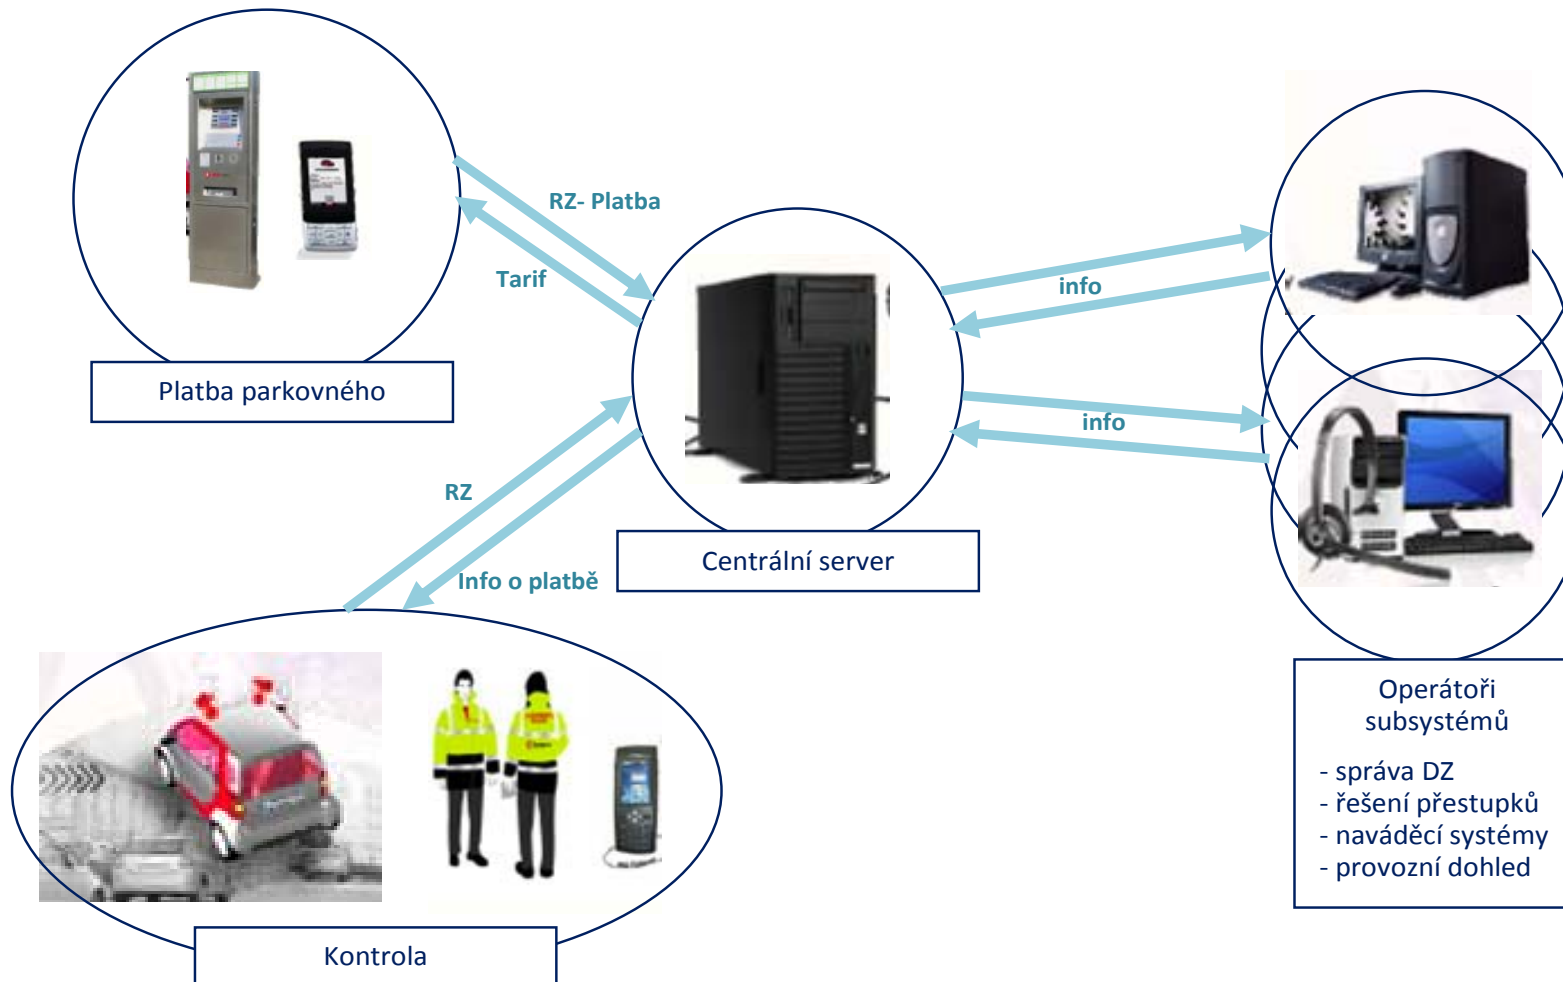 RZ- Platba
Tarif
Platba parkovného
info
info
RZ
Info o platbě
Centrální server
Operátoři
subsystémů
- správa DZ
- řešení přestupků
- naváděcí systémy
- provozní dohled
Kontrola